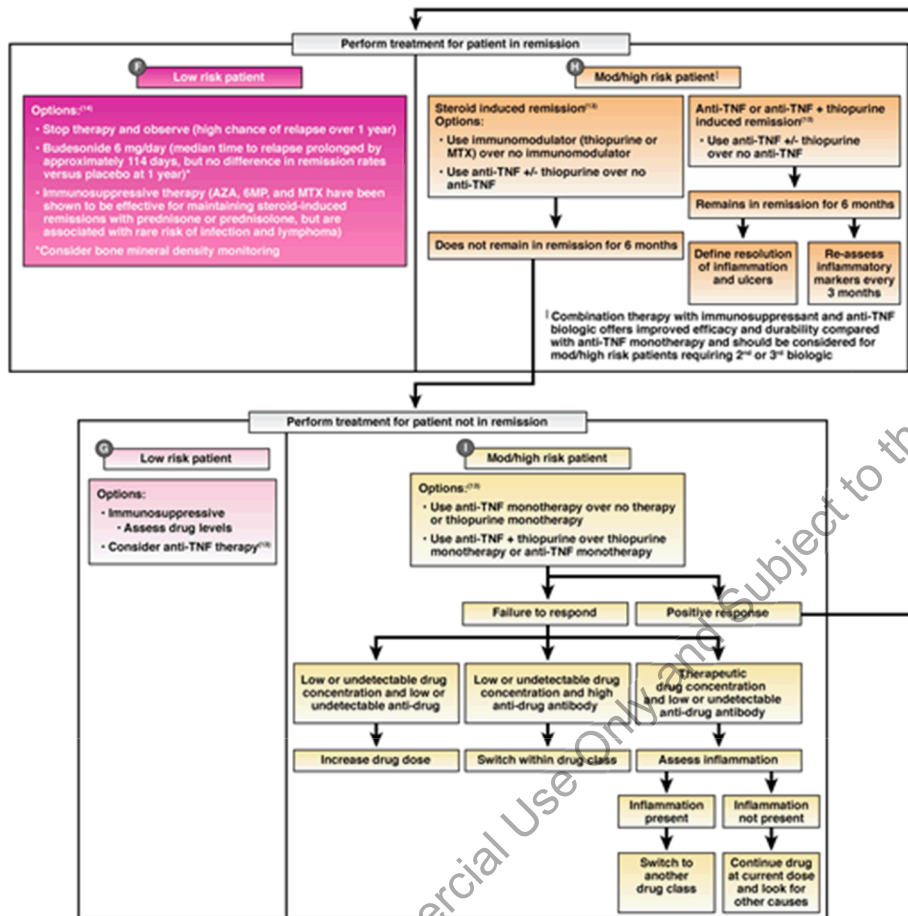 Perform treatment for patient in remission
F
Low risk patient
Options:(14)
• Stop therapy and observe (high chance of relapse over 1 year)
• Budesonide 6 mg/day (median time to relapse prolonged by
approximately 114 days, but no difference in remission rates
versus placebo at 1 year)*
• Immunosuppressive therapy (AZA, 6MP, and MTX have been
shown to be effective for maintaining steroid-induced
remissions with prednisone or prednisolone, but are
associated with rare risk of infection and lymphoma)
*Consider bone mineral density monitoring
H
Mod/high risk patient
Steroid induced remission(13)
Options:
• Use immunomodulator (thiopurine or
MTX) over no immunomodulator
• Use anti-TNF +/- thiopurine over no
anti-TNF
Does not remain in remission for 6 months
Anti-TNF or anti-TNF + thiopurine
induced remission(13)
• Use anti-TNF +/- thiopurine
over no anti-TNF
Remains in remission for 6 months
Define resolution
of inflammation
and ulcers
Re-assess
inflammatory
markers every
3 months
Combination therapy with immunosuppressant and anti-TNF
biologic offers improved efficacy and durability compared
with anti-TNF monotherapy and should be considered for
mod/high risk patients requiring 2nd or 3rd biologic
Perform treatment for patient not in remission
G
Low risk patient
Options:
• Immunosuppressive
• Assess drug levels
• Consider anti-TNF therapy(13)
I
Mod/high risk patient
Options:(13)
• Use anti-TNF monotherapy over no therapy
or thiopurine monotherapy
• Use anti-TNF + thiopurine over thiopurine
monotherapy or anti-TNF monotherapy
Failure to respond
Positive response
Low or undetectable drug
concentration and low or
undetectable anti-drug
Low or undetectable drug
concentration and high
anti-drug antibody
Therapeutic
drug concentration
and low or undetectable
anti-drug antibody
Increase drug dose
Switch within drug class
Assess inflammation
Inflammation
present
Inflammation
not present
Switch to
another
drug class
Continue drug
at current dose
and look for
other causes
ercial Use Only and Subject to th